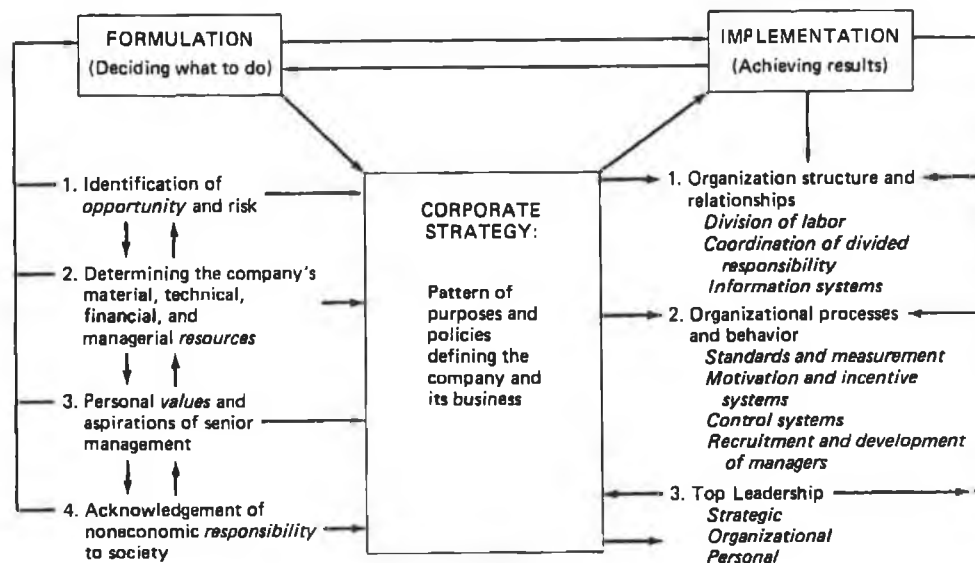 FORMULATION
(Deciding what to do)
IMPLEMENTATION
(Achieving results)
1. Identification of
opportunity and risk
2. Determining the company's
material, technical,
financial, and
managerial resources
3. Personal values and
aspirations of senior
management
4. Acknowledgement of
noneconomic responsibility
to society
CORPORATE
STRATEGY:
Pattern of
purposes and
policies
defining the
company and
its business
1. Organization structure and
relationships
Division of labor
Coordination of divided
responsibility
Information systems
2. Organizational processes
and behavior
Standards and measurement
Motivation and incentive
systems
Control systems
Recruitment and development
of managers
3. Top Leadership
Strategic
Organizational
Personal